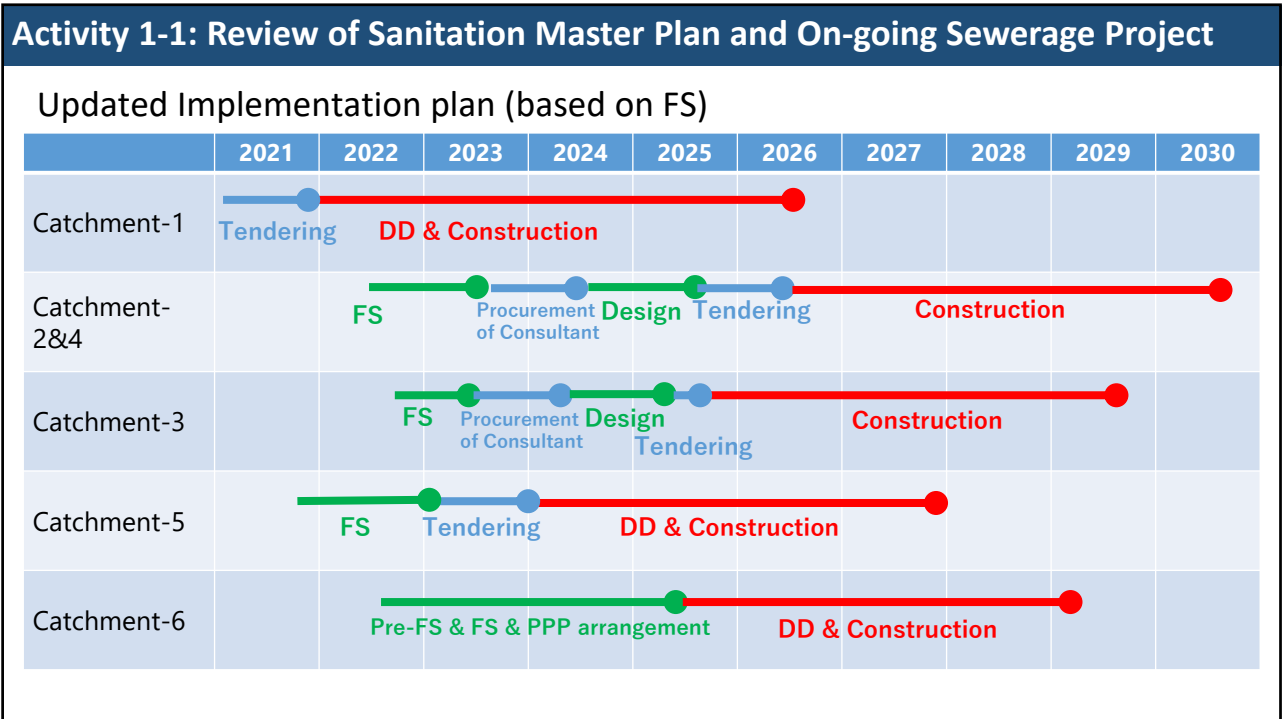 Activity 1-1: Review of Sanitation Master Plan and On-going Sewerage Project
Updated Implementation plan (based on FS)
2021 2022 2023 2024 2025 2026 2027 2028 2029 2030
Catchment-1
Tendering DD & Construction
Catchment-
2&4
FS Procurement Design Tendering Construction
of Consultant
Catchment-3
FS Procurement Design Construction
of Consultant Tendering
Catchment-5
FS Tendering DD & Construction
Catchment-6
Pre-FS & FS & PPP arrangement DD & Construction